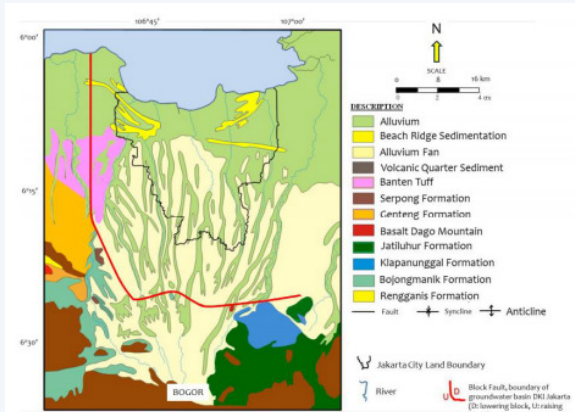 106°45' 107°00'
6°00'
6°15'
6°30'
BOGOR
N
SCALE
0 8 16 km
0 2 4 cm
DESCRIPTION
Alluvium
Beach Ridge Sedimentation
Alluvium Fan
Volcanic Quarter Sediment
Banten Tuff
Serpong Formation
Genteng Formation
Basalt Dago Mountain
Jatiluhur Formation
Klapanunggal Formation
Bojongmanik Formation
Rengganis Formation
Fault Syncline Anticline
Jakarta City Land Boundary
River
U D
Block Fault, boundary of
groundwater basin DKI Jakarta
(D: lowering block, U: raising